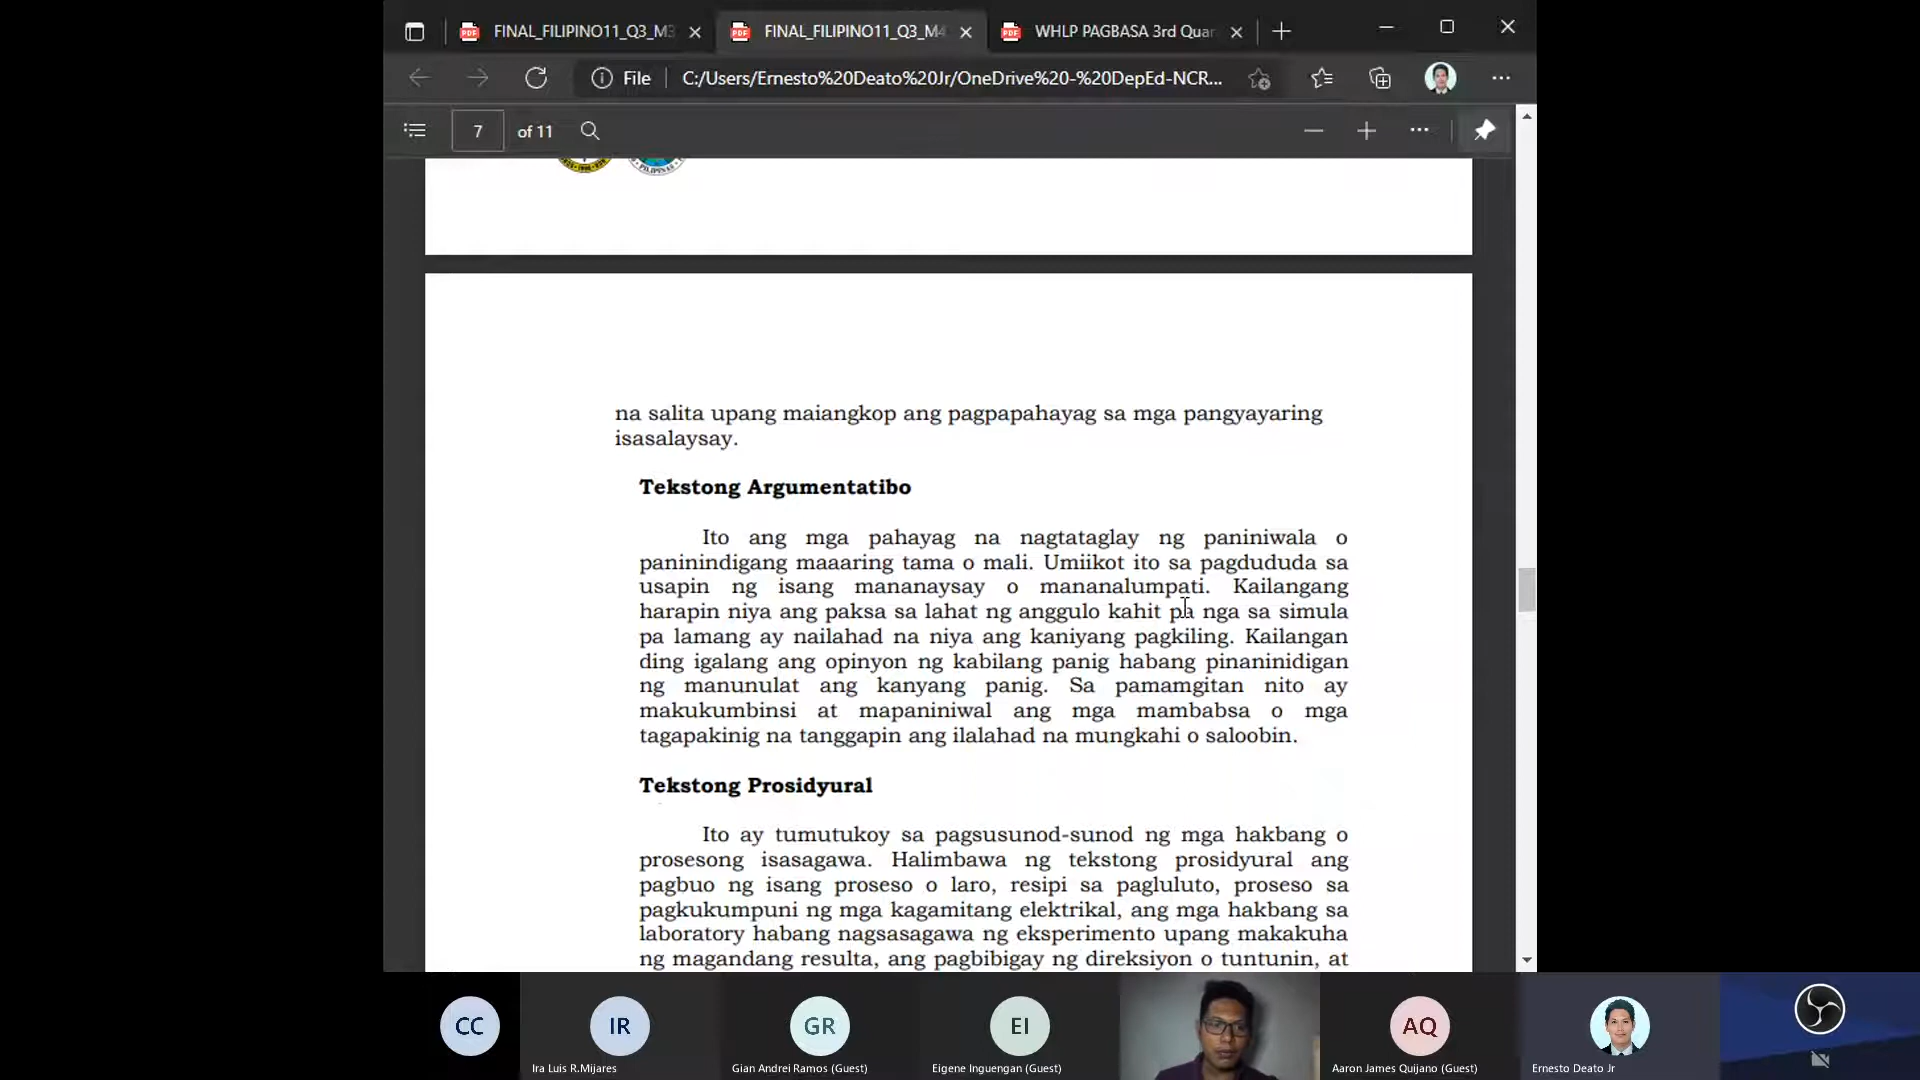 FINAL_FILIPINO11_Q3_M3
FINAL_FILIPINO11_Q3_M4
WHLP PAGBASA 3rd Quar
File
C:/Users/Ernesto%20Deato%20Jr/OneDrive%20-%20DepEd-NCR...
7 of 11
PILIPINAS
na salita upang maiangkop ang pagpapahayag sa mga pangyayaring
isasalaysay.
Tekstong Argumentatibo
Ito ang mga pahayag na nagtataglay ng paniniwala o
paninindigang maaaring tama o mali. Umiikot ito sa pagdududa sa
usapin ng isang mananaysay o mananalumpati. Kailangang
harapin niya ang paksa sa lahat ng anggulo kahit pa nga sa simula
pa lamang ay nailahad na niya ang kaniyang pagkiling. Kailangan
ding igalang ang opinyon ng kabilang panig habang pinaninidigan
ng manunulat ang kanyang panig. Sa pamamgitan nito ay
makukumbinsi at mapaniniwal ang mga mambabsa o mga
tagapakinig na tanggapin ang ilalahad na mungkahi o saloobin.
Tekstong Prosidyural
Ito ay tumutukoy sa pagsusunod-sunod ng mga hakbang o
prosesong isasagawa. Halimbawa ng tekstong prosidyural ang
pagbuo ng isang proseso o laro, resipi sa pagluluto, proseso sa
pagkukumpuni ng mga kagamitang elektrikal, ang mga hakbang sa
laboratory habang nagsasagawa ng eksperimento upang makakuha
ng magandang resulta, ang pagbibigay ng direksiyon o tuntunin, at
CC
IR
GR
EI
AQ
Ira Luis R.Mijares
Gian Andrei Ramos (Guest)
Eigene Inguengan (Guest)
Aaron James Quijano (Guest)
Ernesto Deato Jr